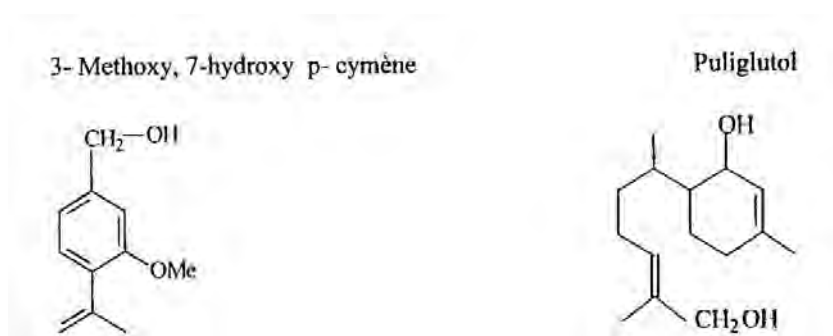 3- Methoxy, 7-hydroxy p- cymène
Puliglutol
CH2—OH
OMe
OH
CH2OH